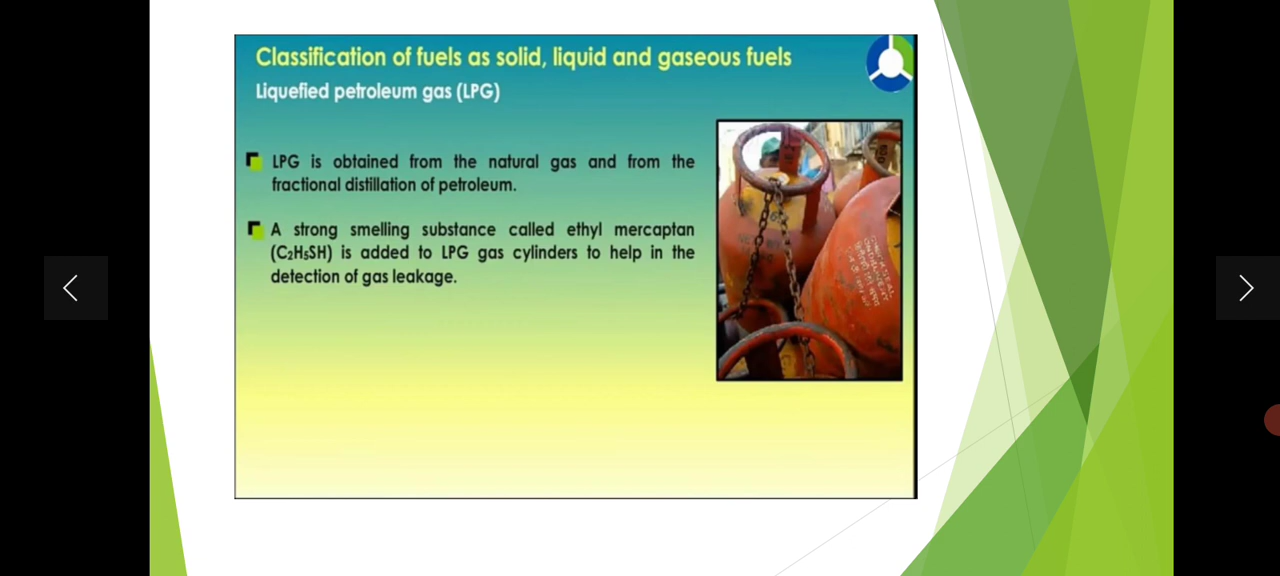 Classification of fuels as solid, liquid and gaseous fuels
Liquefied petroleum gas (LPG)
LPG is obtained from the natural gas and from the
fractional distillation of petroleum.
A strong smelling substance called ethyl mercaptan
(C₂H₅SH) is added to LPG gas cylinders to help in the
detection of gas leakage.